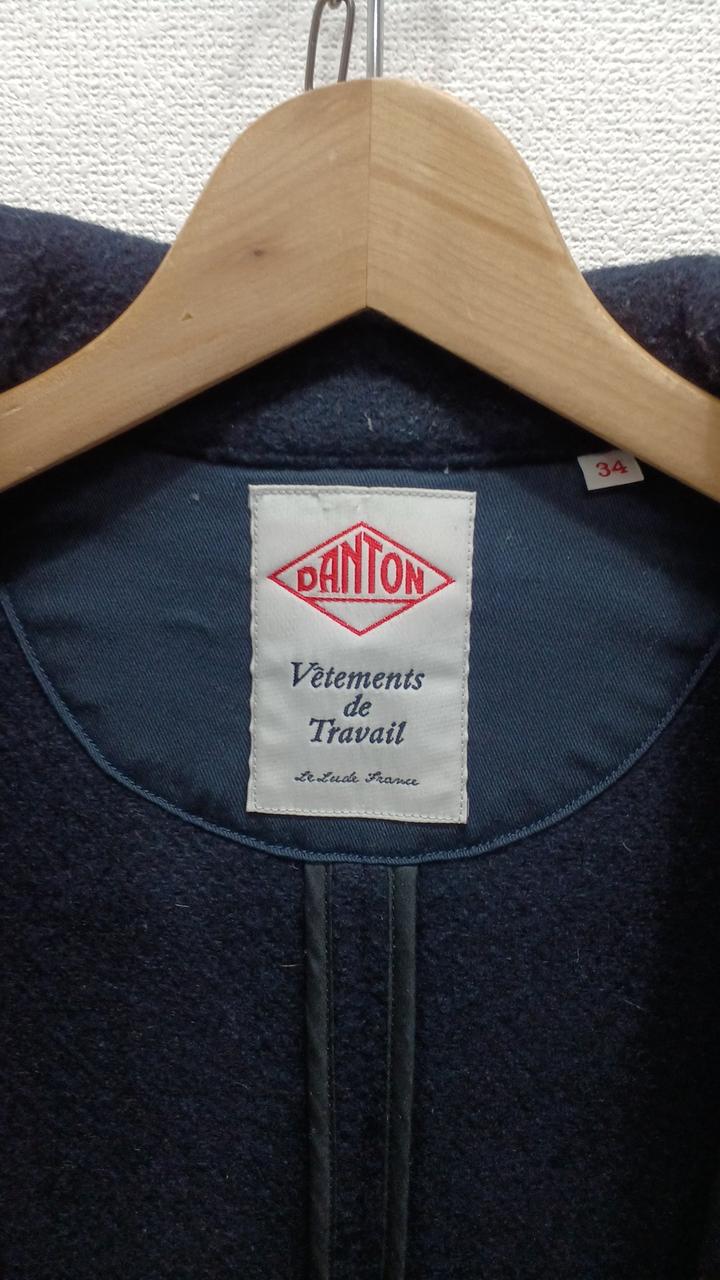 34
DANTON
Vêtements
de
Travail
Le Lude France